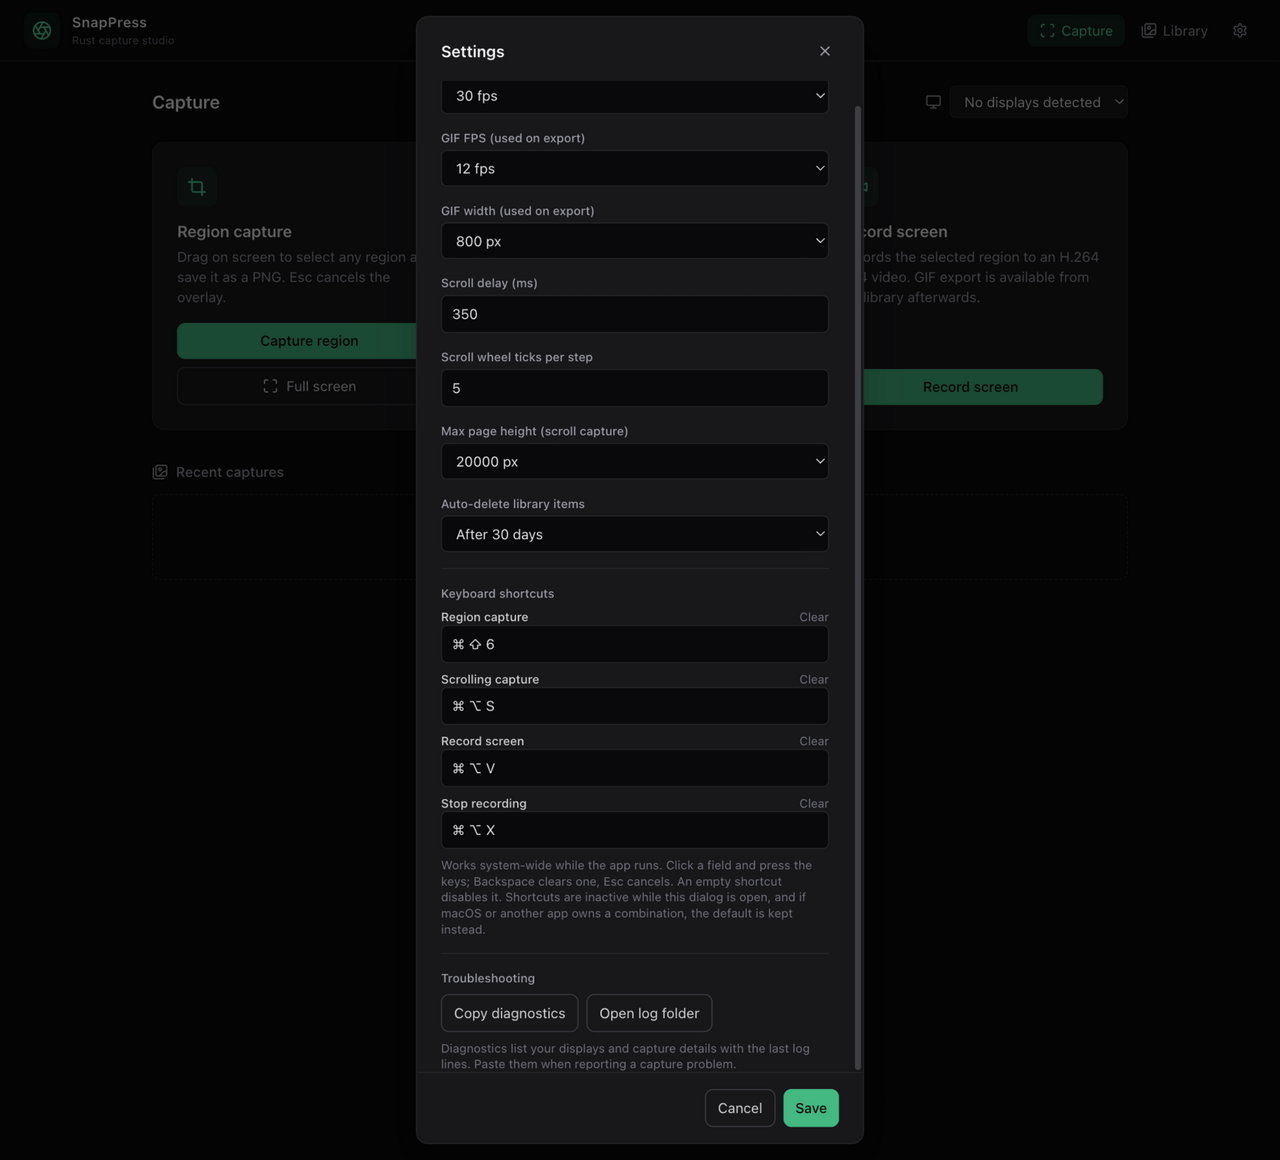 SnapPress
Rust capture studio
Capture
Library
Capture
No displays detected
Region capture
Drag on screen to select any region a
save it as a PNG. Esc cancels the
overlay.
Capture region
Full screen
cord screen
ords the selected region to an H.264
video. GIF export is available from
library afterwards.
Record screen
Recent captures
Settings
30 fps
GIF FPS (used on export)
12 fps
GIF width (used on export)
800 px
Scroll delay (ms)
350
Scroll wheel ticks per step
5
Max page height (scroll capture)
20000 px
Auto-delete library items
After 30 days
Keyboard shortcuts
Region capture Clear
⌘ ⇧ 6
Scrolling capture Clear
⌘ ⌥ S
Record screen Clear
⌘ ⌥ V
Stop recording Clear
⌘ ⌥ X
Works system-wide while the app runs. Click a field and press the
keys; Backspace clears one, Esc cancels. An empty shortcut
disables it. Shortcuts are inactive while this dialog is open, and if
macOS or another app owns a combination, the default is kept
instead.
Troubleshooting
Copy diagnostics
Open log folder
Diagnostics list your displays and capture details with the last log
lines. Paste them when reporting a capture problem.
Cancel
Save